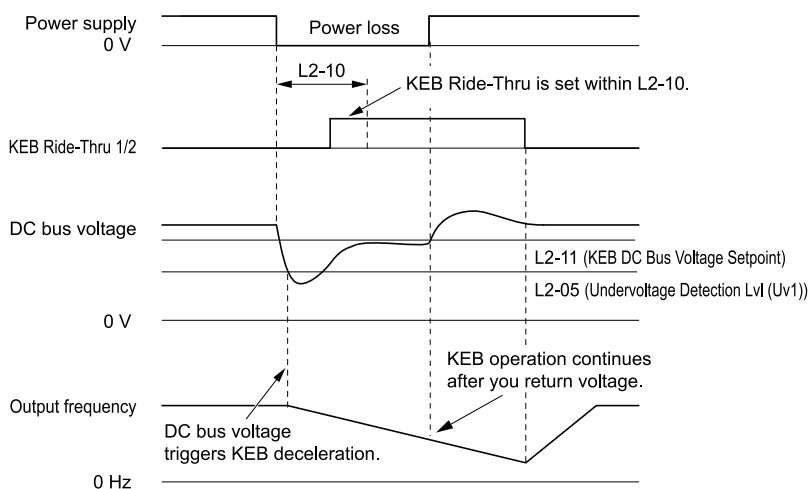 Power supply
0 V
Power loss
L2-10
KEB Ride-Thru is set within L2-10.
KEB Ride-Thru 1/2
DC bus voltage
L2-11 (KEB DC Bus Voltage Setpoint)
L2-05 (Undervoltage Detection Lvl (Uv1))
0 V
KEB operation continues
after you return voltage.
Output frequency
DC bus voltage
triggers KEB deceleration.
0 Hz